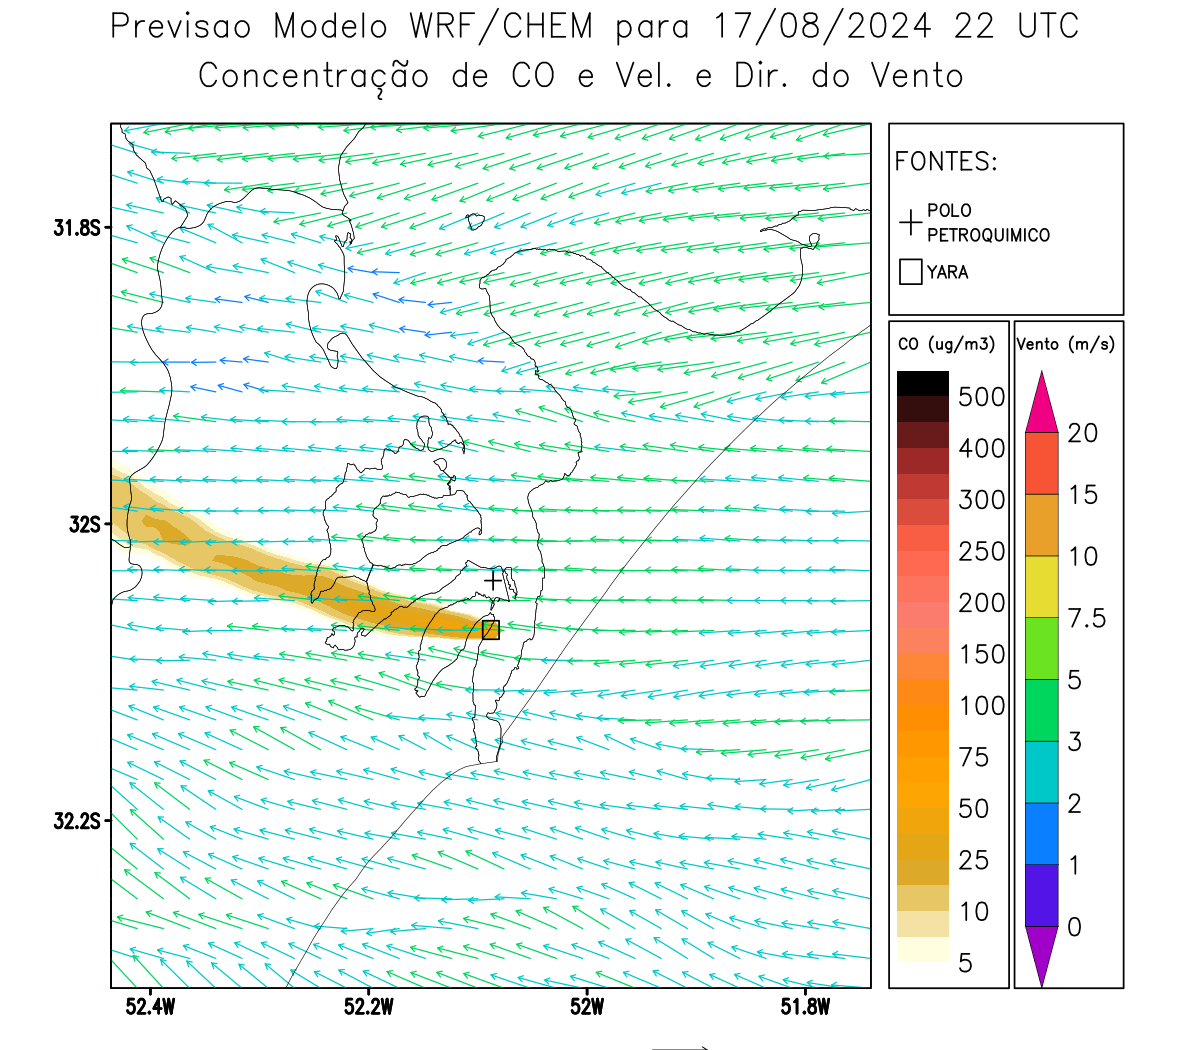 Previsao Modelo WRF/CHEM para 17/08/2024 22 UTC
Concentração de CO e Vel. e Dir. do Vento
FONTES:
POLO
PETROQUIMICO
YARA
CO (ug/m3)
500
400
300
250
200
150
100
75
50
25
10
5
Vento (m/s)
20
15
10
7.5
5
3
2
1
0
31.8S
32S
32.2S
52.4W
52.2W
52W
51.8W